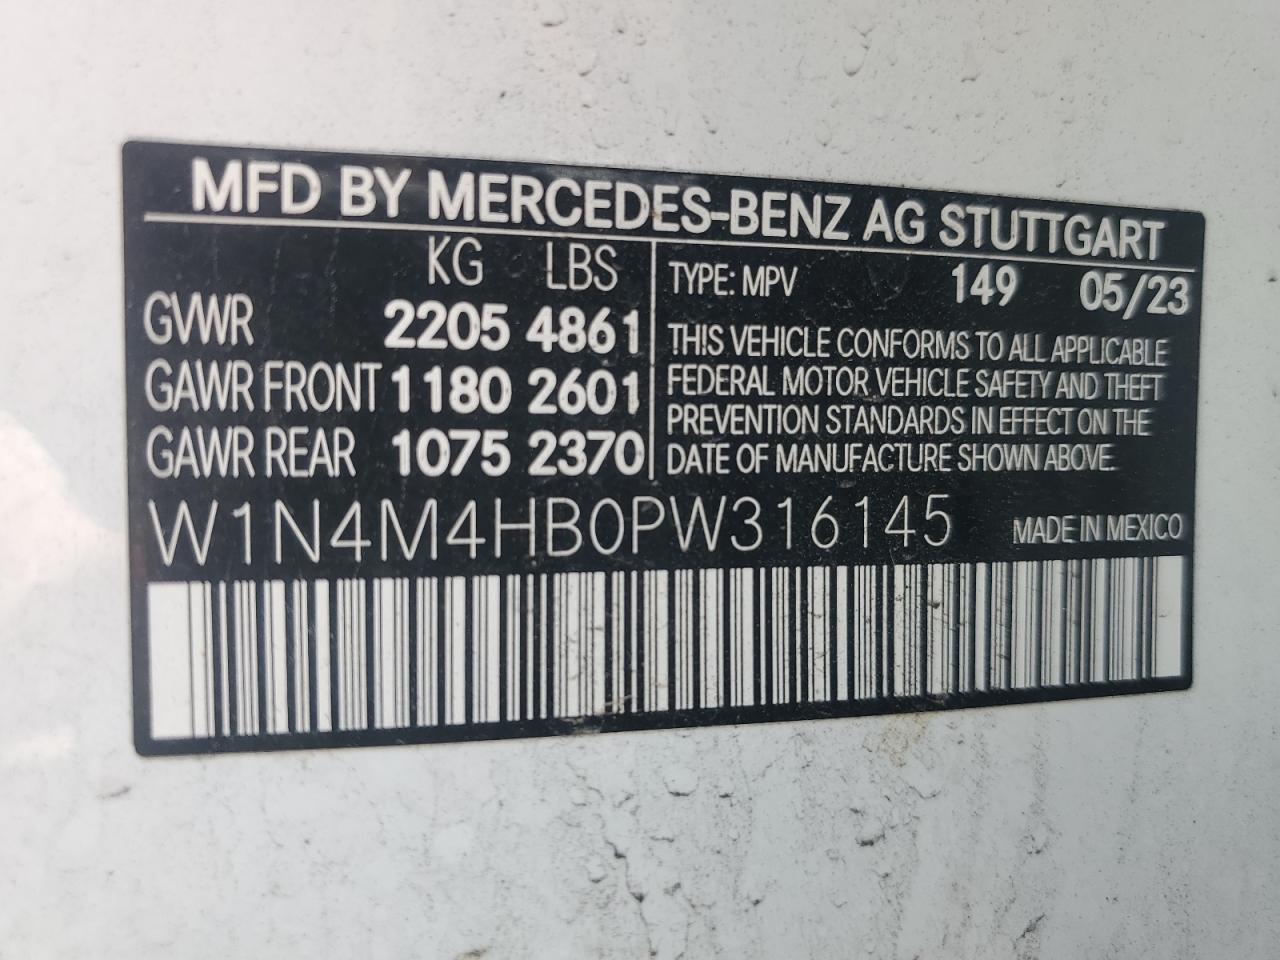 MFD BY MERCEDES-BENZ AG STUTTGART
KG LBS
GVWR 2205 4861
GAWR FRONT 1180 2601
GAWR REAR 1075 2370
TYPE: MPV 149 05/23
THIS VEHICLE CONFORMS TO ALL APPLICABLE
FEDERAL MOTOR VEHICLE SAFETY AND THEFT
PREVENTION STANDARDS IN EFFECT ON THE
DATE OF MANUFACTURE SHOWN ABOVE.
W1N4M4HB0PW316145 MADE IN MEXICO